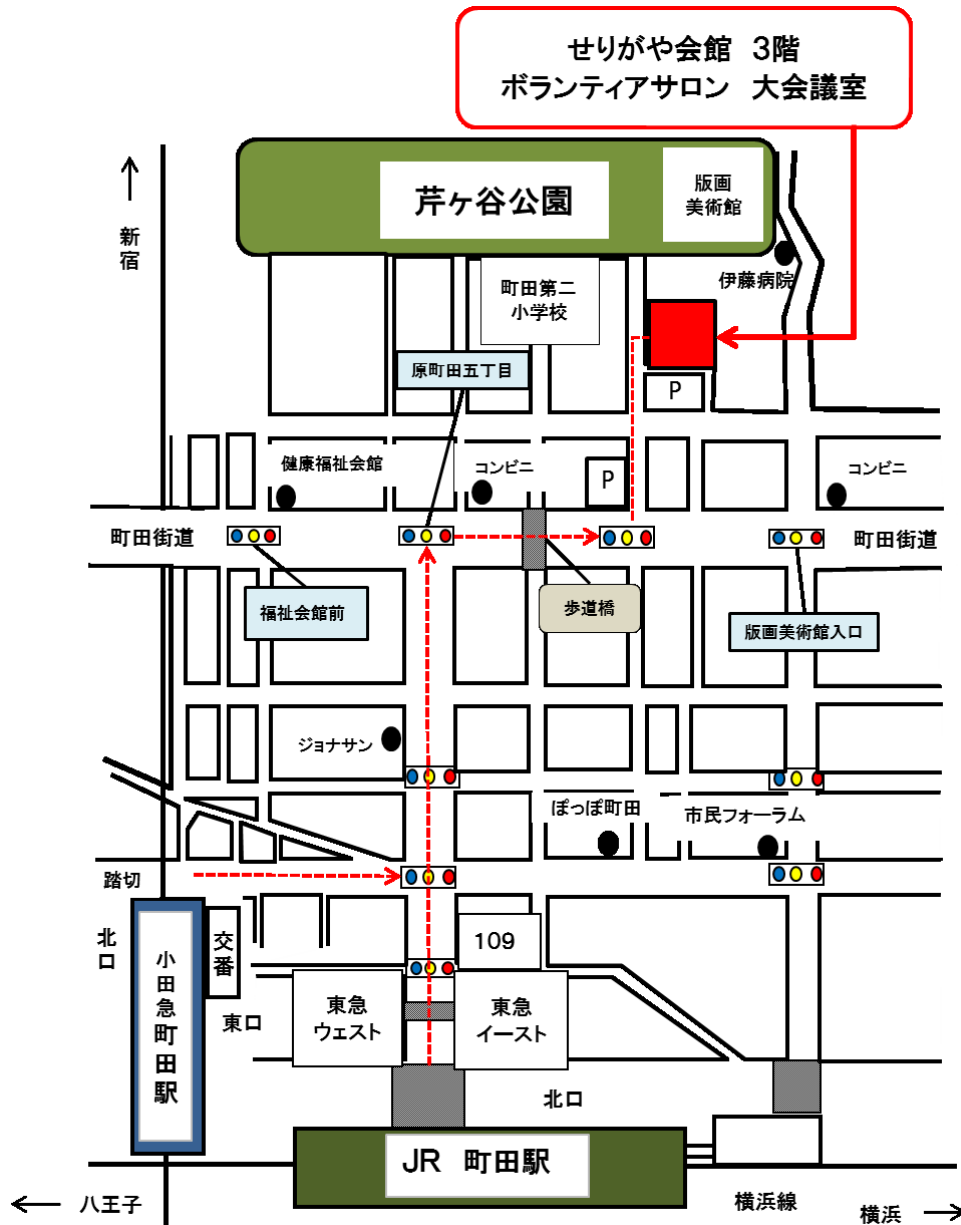 せりがや会館 3階
ボランティアサロン 大会議室
新宿
芹ヶ谷公園
版画
美術館
伊藤病院
町田第二
小学校
原町田五丁目
P
健康福祉会館
コンビニ
P
コンビニ
町田街道
町田街道
福祉会館前
歩道橋
版画美術館入口
ジョナサン
ぽっぽ町田
市民フォーラム
踏切
北口
小田急町田駅
交番
東口
109
東急
ウェスト
東急
イースト
北口
JR 町田駅
八王子
横浜線
横浜